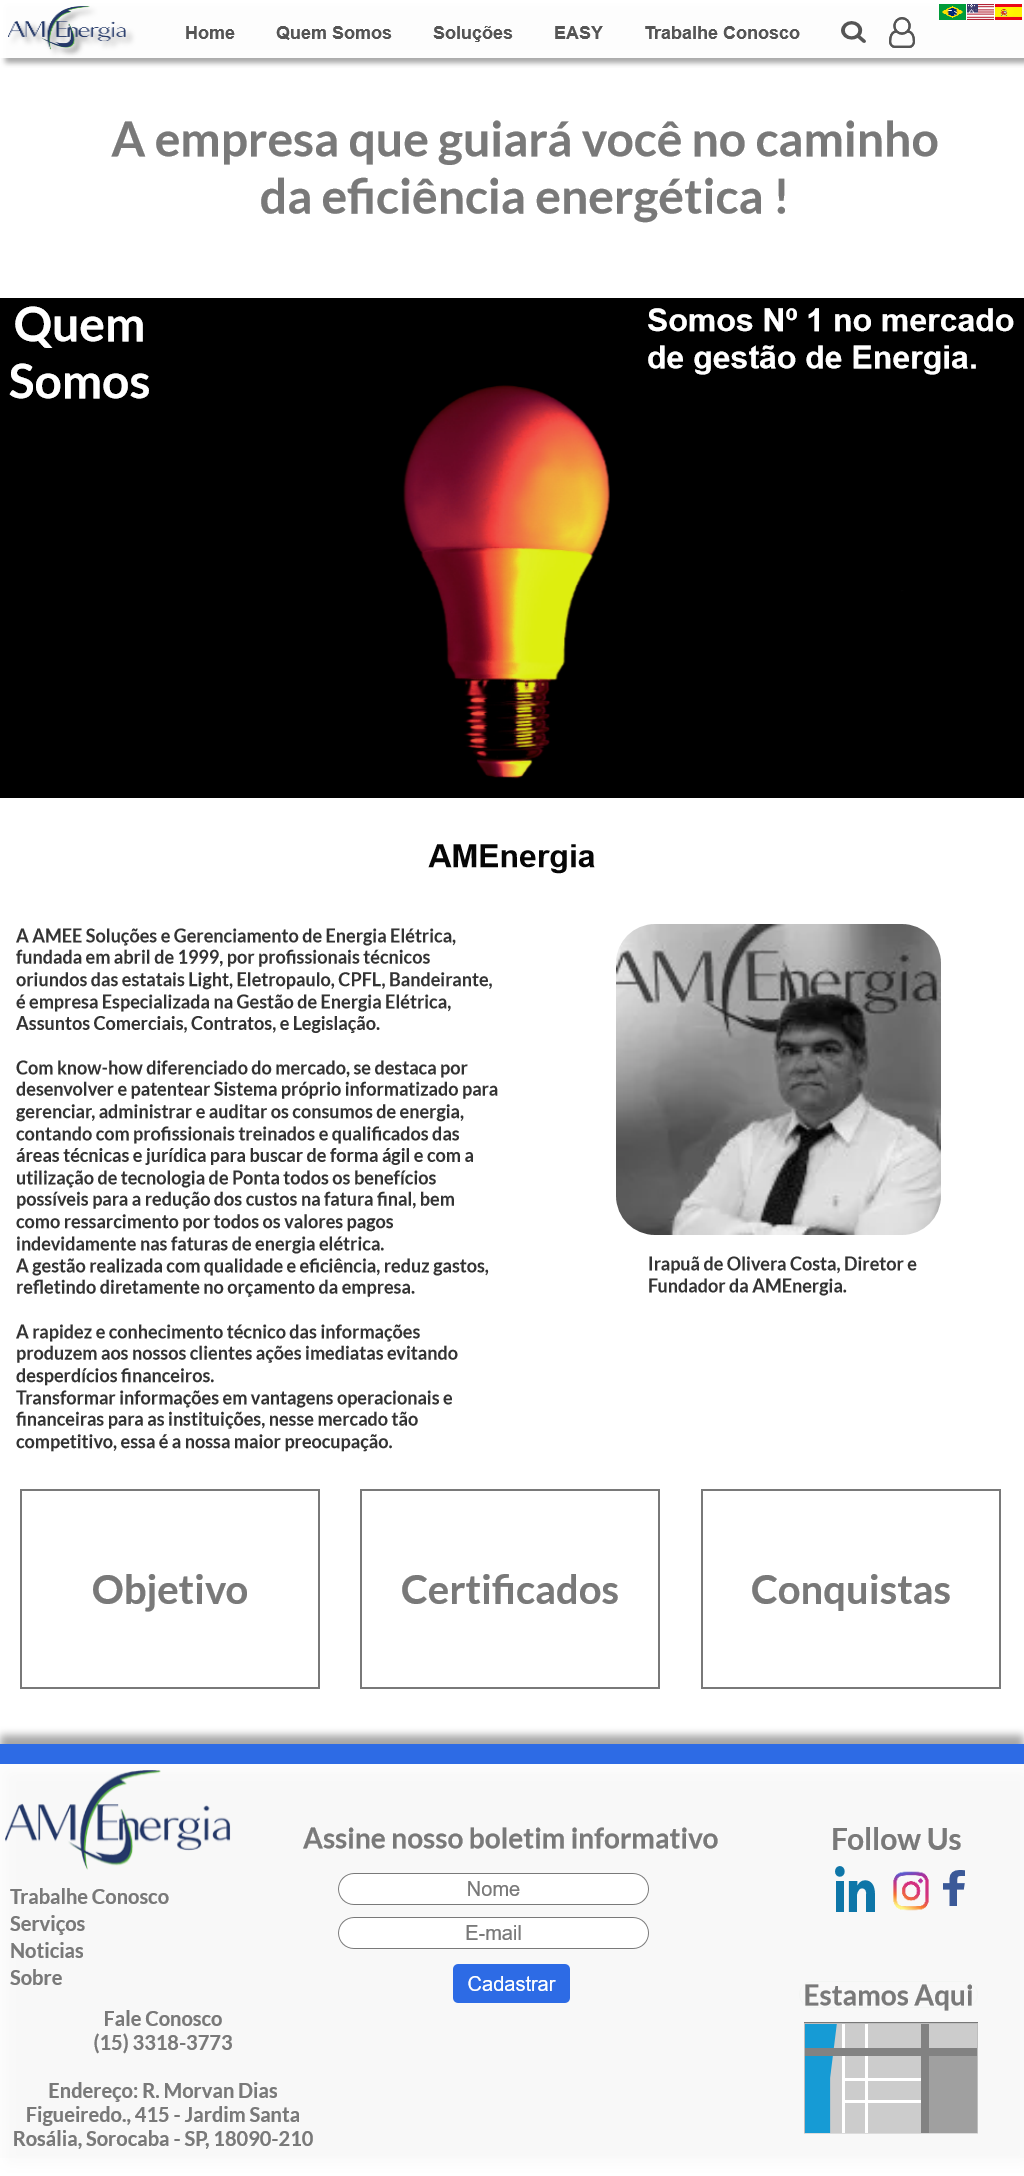 AMEnergia
Home
Quem Somos
Soluções
EASY
Trabalhe Conosco
A empresa que guiará você no caminho
da eficiência energética !
Quem
Somos
Somos Nº 1 no mercado
de gestão de Energia.
AMEnergia
A AMEE Soluções e Gerenciamento de Energia Elétrica,
fundada em abril de 1999, por profissionais técnicos
oriundos das estatais Light, Eletropaulo, CPFL, Bandeirante,
é empresa Especializada na Gestão de Energia Elétrica,
Assuntos Comerciais, Contratos, e Legislação.
Com know-how diferenciado do mercado, se destaca por
desenvolver e patentear Sistema próprio informatizado para
gerenciar, administrar e auditar os consumos de energia,
contando com profissionais treinados e qualificados das
áreas técnicas e jurídica para buscar de forma ágil e com a
utilização de tecnologia de Ponta todos os benefícios
possíveis para a redução dos custos na fatura final, bem
como ressarcimento por todos os valores pagos
indevidamente nas faturas de energia elétrica.
A gestão realizada com qualidade e eficiência, reduz gastos,
refletindo diretamente no orçamento da empresa.
A rapidez e conhecimento técnico das informações
produzem aos nossos clientes ações imediatas evitando
desperdícios financeiros.
Transformar informações em vantagens operacionais e
financeiras para as instituições, nesse mercado tão
competitivo, essa é a nossa maior preocupação.
AMEnergia
Irapuã de Olivera Costa, Diretor e
Fundador da AMEnergia.
Objetivo
Certificados
Conquistas
AMEnergia
Trabalhe Conosco
Serviços
Noticias
Sobre
Fale Conosco
(15) 3318-3773
Endereço: R. Morvan Dias
Figueiredo., 415 - Jardim Santa
Rosália, Sorocaba - SP, 18090-210
Assine nosso boletim informativo
Nome
E-mail
Cadastrar
Follow Us
in
f
Estamos Aqui